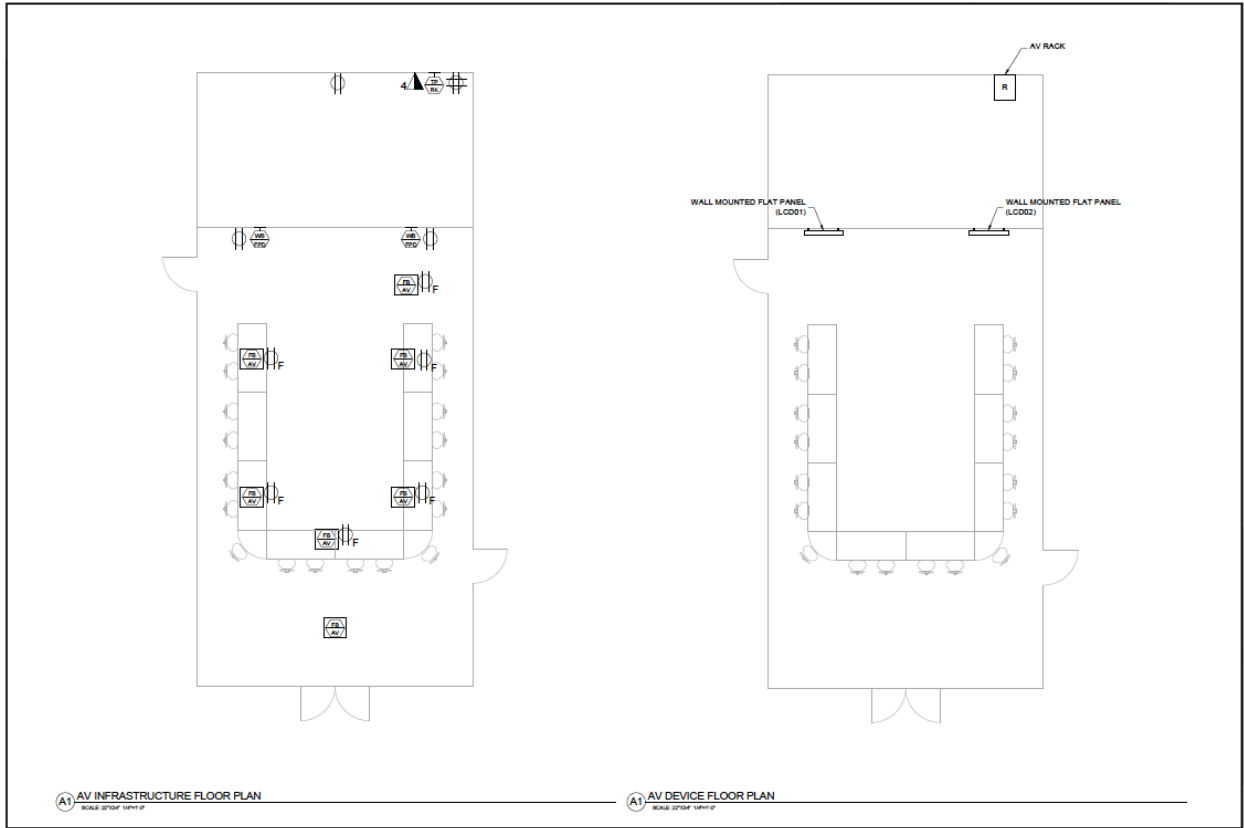 AV RACK
4
TP
RK
R
WALL MOUNTED FLAT PANEL
(LCD01)
WALL MOUNTED FLAT PANEL
(LCD02)
WB
FPD
WB
FPD
FB
AV
F
FB
AV
F
FB
AV
F
FB
AV
F
FB
AV
F
FB
AV
F
FB
AV
A1
AV INFRASTRUCTURE FLOOR PLAN
A1
AV DEVICE FLOOR PLAN